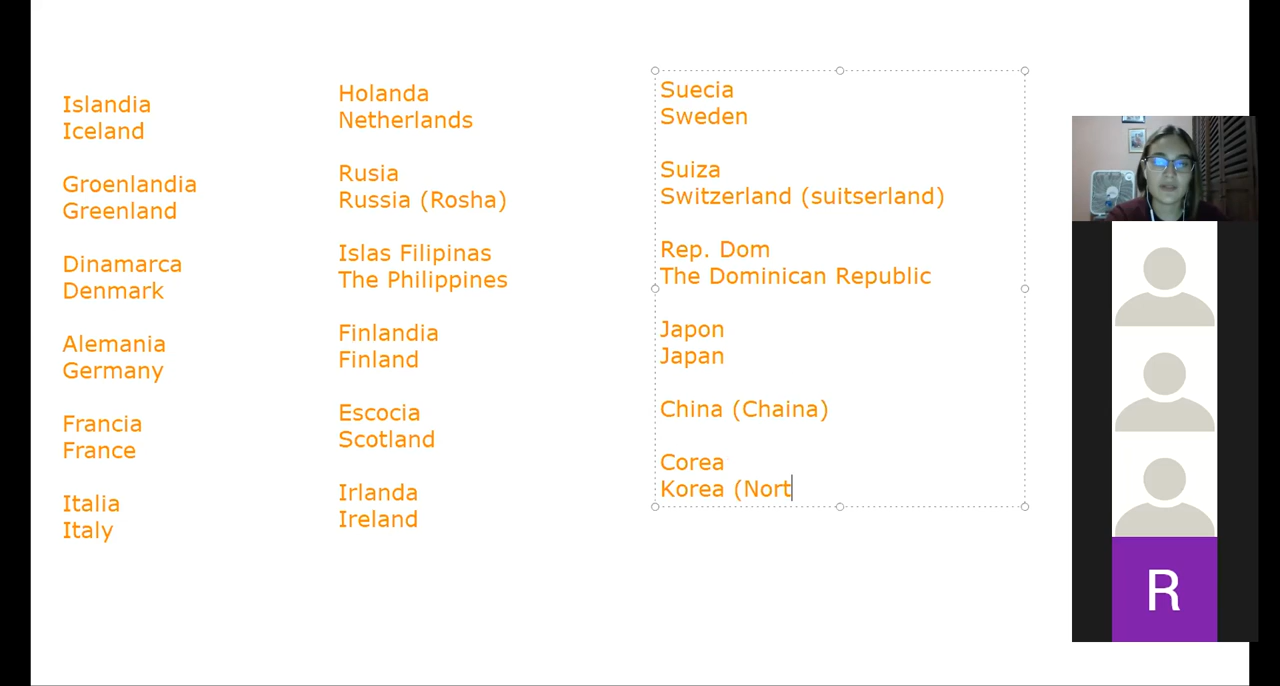 Islandia
Iceland
Groenlandia
Greenland
Dinamarca
Denmark
Alemania
Germany
Francia
France
Italia
Italy
Holanda
Netherlands
Rusia
Russia (Rosha)
Islas Filipinas
The Philippines
Finlandia
Finland
Escocia
Scotland
Irlanda
Ireland
Suecia
Sweden
Suiza
Switzerland (suitserland)
Rep. Dom
The Dominican Republic
Japon
Japan
China (Chaina)
Corea
Korea (Nort
R